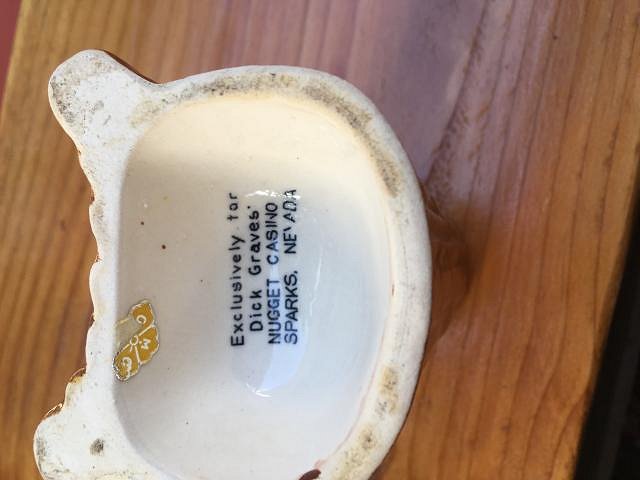 Exclusively for
Dick Graves'
NUGGET CASINO
SPARKS, NEVADA